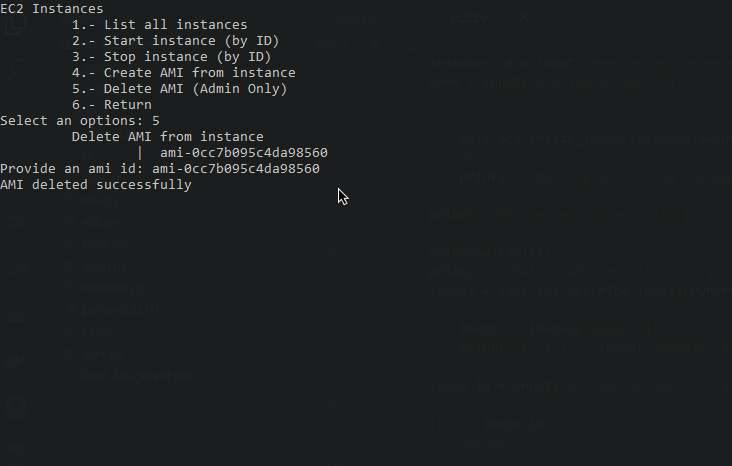 EC2 Instances
1.- List all instances
2.- Start instance (by ID)
3.- Stop instance (by ID)
4.- Create AMI from instance
5.- Delete AMI (Admin Only)
6.- Return
Select an options: 5
Delete AMI from instance
| ami-0cc7b095c4da98560
Provide an ami id: ami-0cc7b095c4da98560
AMI deleted successfully